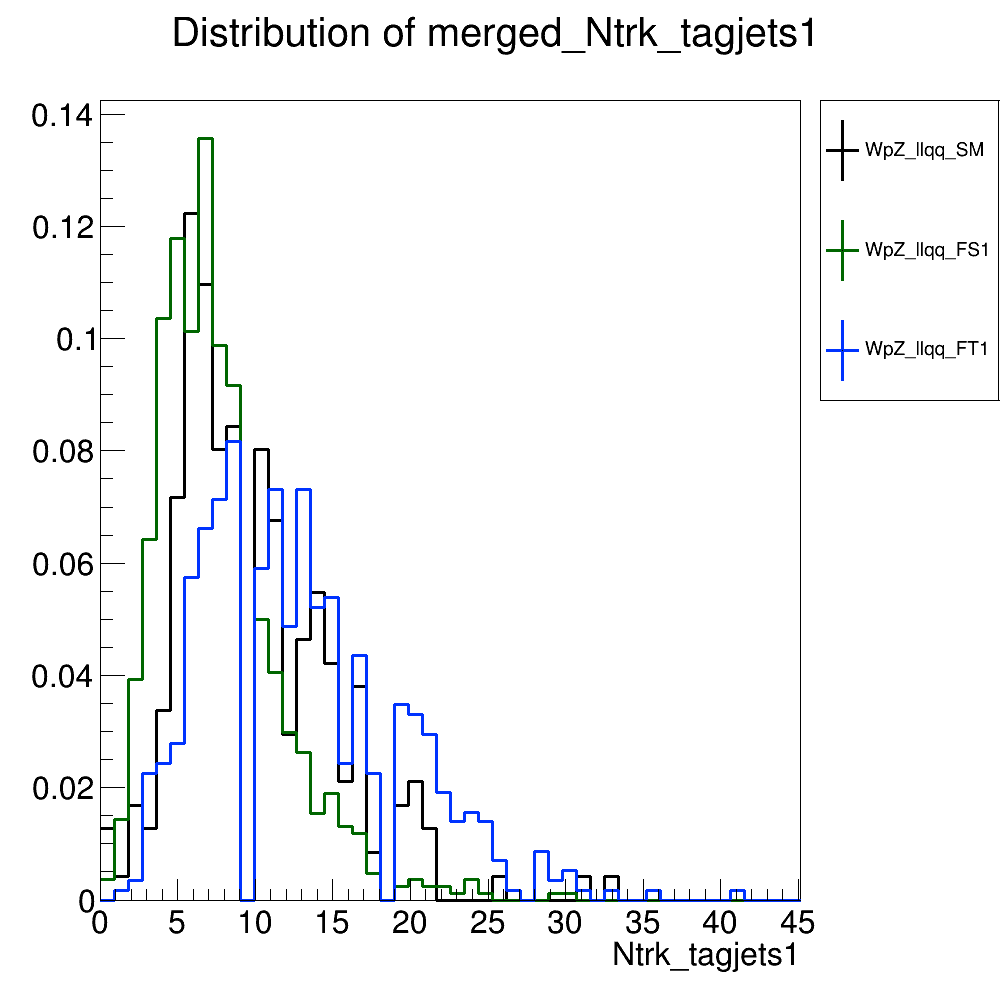 Distribution of merged_Ntrk_tagjets1
0.14
0.12
0.1
0.08
0.06
0.04
0.02
0
0 5 10 15 20 25 30 35 40 45
Ntrk_tagjets1
WpZ_llqq_SM
WpZ_llqq_FS1
WpZ_llqq_FT1